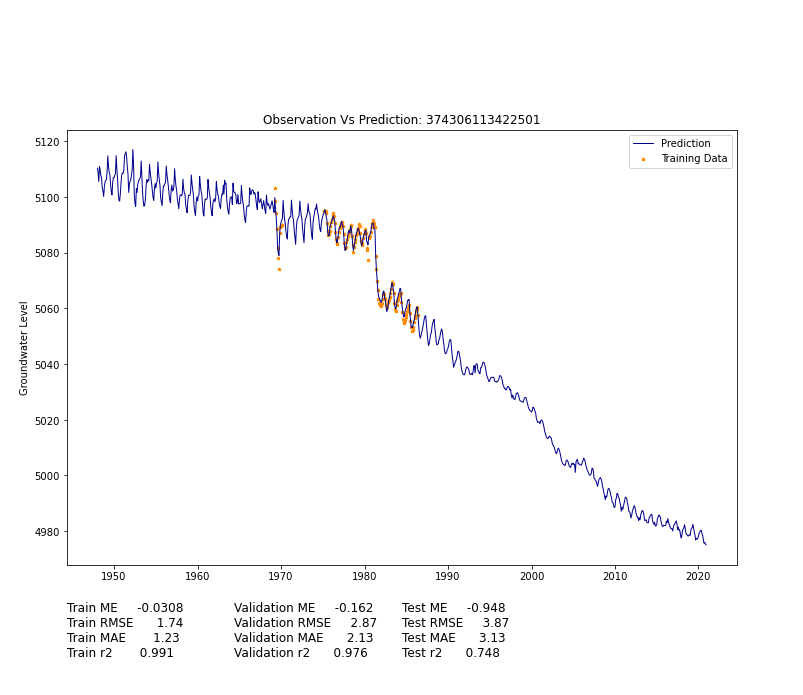 Observation Vs Prediction: 374306113422501
Prediction
Training Data
Groundwater Level
5120
5100
5080
5060
5040
5020
5000
4980
1950 1960 1970 1980 1990 2000 2010 2020
Train ME -0.0308 Validation ME -0.162 Test ME -0.948
Train RMSE 1.74 Validation RMSE 2.87 Test RMSE 3.87
Train MAE 1.23 Validation MAE 2.13 Test MAE 3.13
Train r2 0.991 Validation r2 0.976 Test r2 0.748